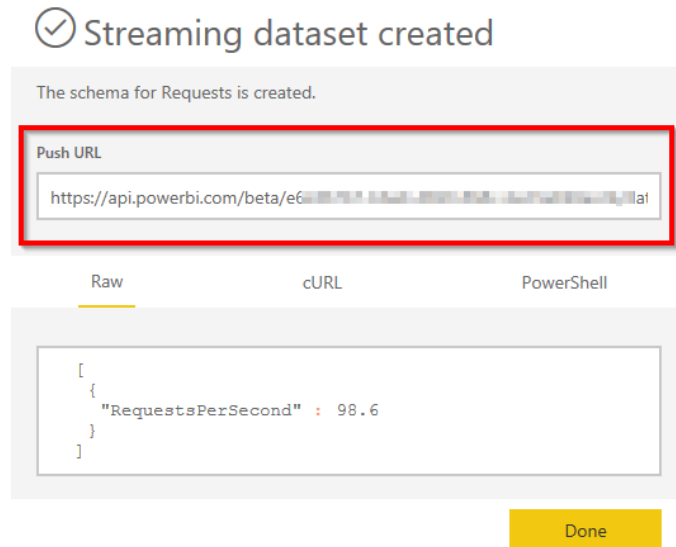 Streaming dataset created
The schema for Requests is created.
Push URL
https://api.powerbi.com/beta/e6
Raw cURL PowerShell
[
{
"RequestsPerSecond" : 98.6
}
]
Done